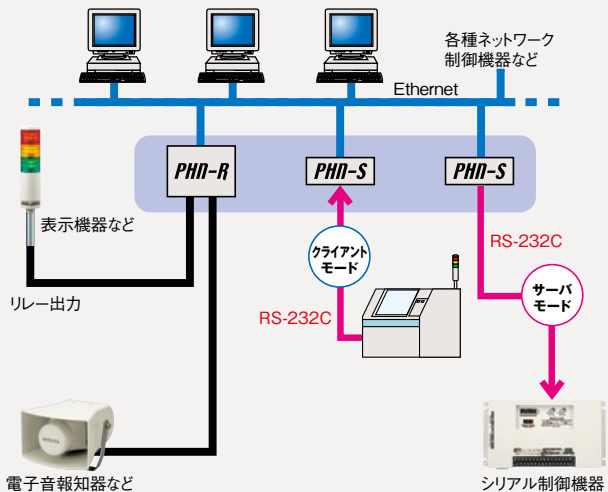 各種ネットワーク
制御機器など
Ethernet
PHN-R
PHN-S
PHN-S
表示機器など
リレー出力
クライアント
モード
RS-232C
RS-232C
サーバ
モード
電子音報知器など
シリアル制御機器